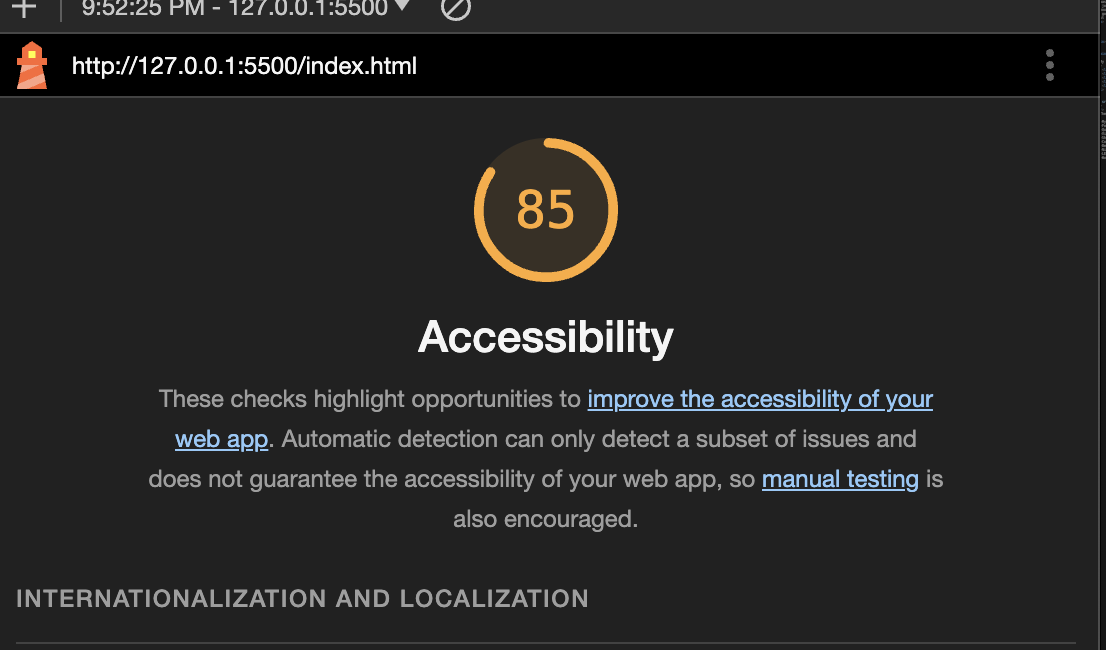 9:52:25 PM - 127.0.0.1:5500
http://127.0.0.1:5500/index.html
85
Accessibility
These checks highlight opportunities to improve the accessibility of your
web app. Automatic detection can only detect a subset of issues and
does not guarantee the accessibility of your web app, so manual testing is
also encouraged.
INTERNATIONALIZATION AND LOCALIZATION